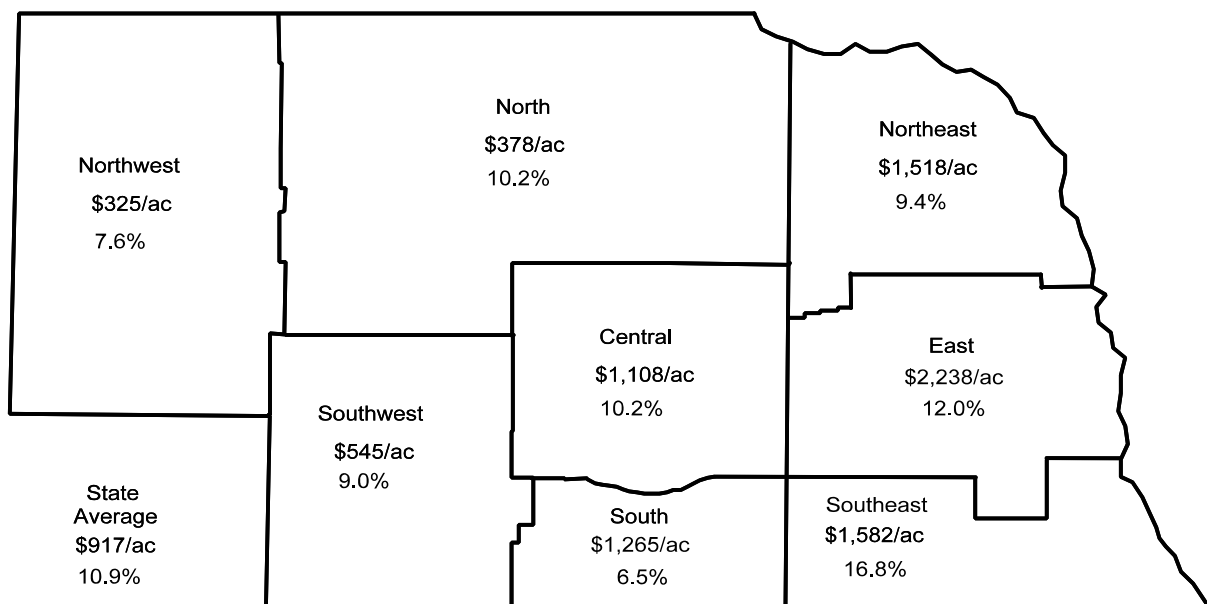 North
$378/ac
10.2%
Northeast
$1,518/ac
9.4%
Northwest
$325/ac
7.6%
Central
$1,108/ac
10.2%
East
$2,238/ac
12.0%
Southwest
$545/ac
9.0%
State
Average
$917/ac
10.9%
South
$1,265/ac
6.5%
Southeast
$1,582/ac
16.8%